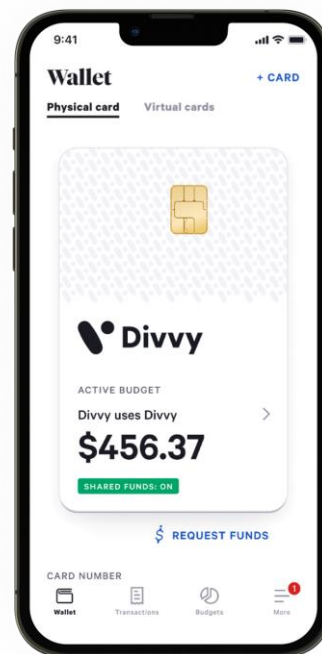 9:41
Wallet
+ CARD
Physical card Virtual cards
Divvy
ACTIVE BUDGET
Divvy uses Divvy
$456.37
SHARED FUNDS: ON
$ REQUEST FUNDS
CARD NUMBER
1
Wallet Transactions Budgets More